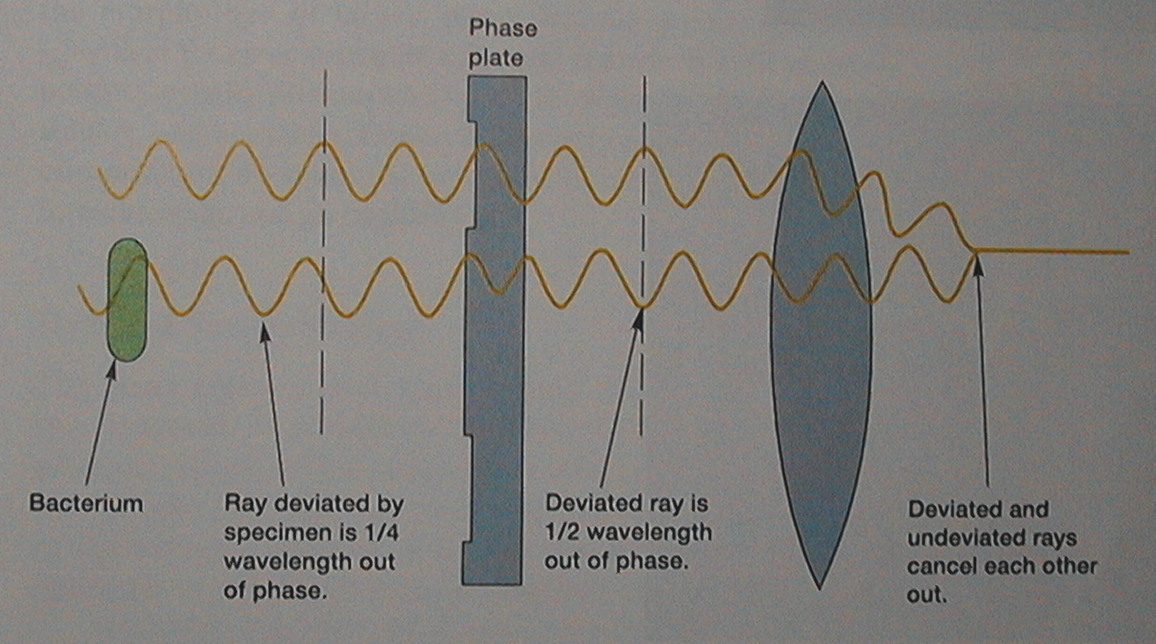 Phase
plate
Bacterium
Ray deviated by
specimen is 1/4
wavelength out
of phase.
Deviated ray is
1/2 wavelength
out of phase.
Deviated and
undeviated rays
cancel each other
out.